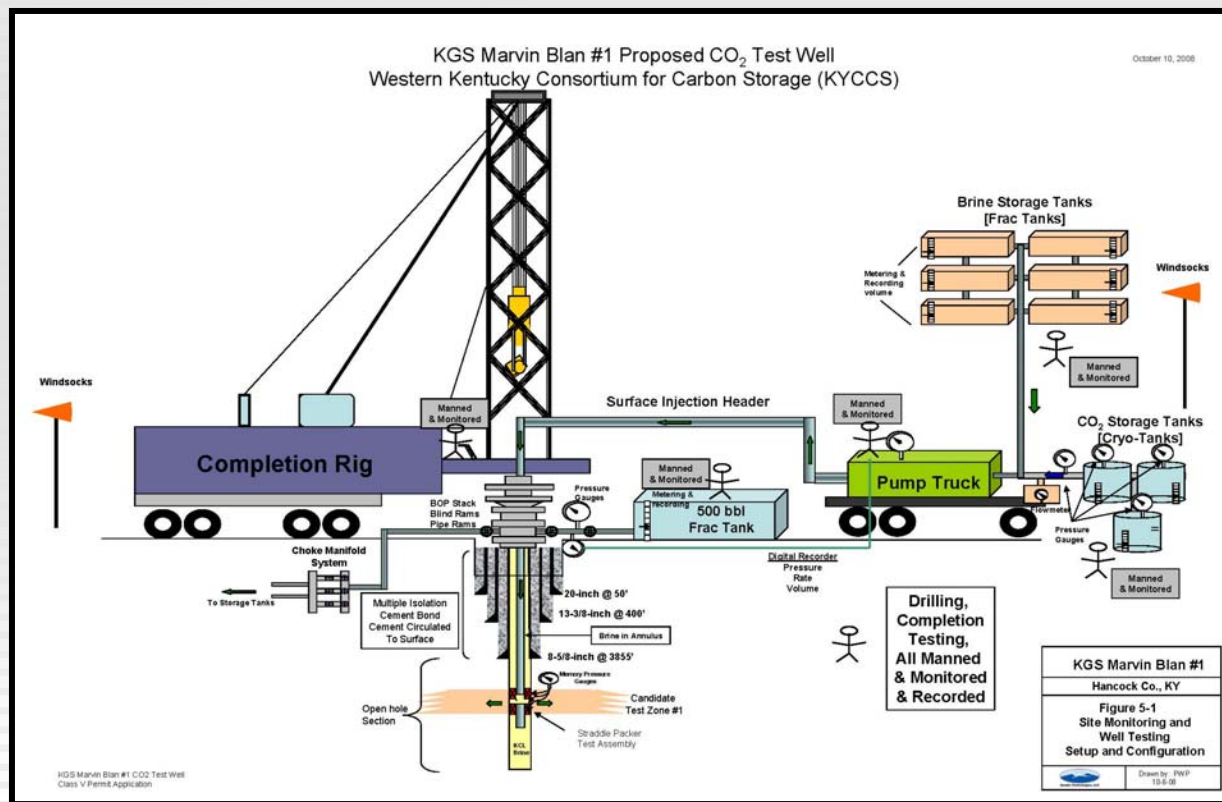 KGS Marvin Blan #1 Proposed CO₂ Test Well
Western Kentucky Consortium for Carbon Storage (KYCCS)
October 10, 2008
Brine Storage Tanks
[Frac Tanks]
Metering &
Recording
volume
Windsocks
Manned
& Monitored
Windsocks
Manned
& Monitored
Surface Injection Header
Manned
& Monitored
CO₂ Storage Tanks
[Cryo-Tanks]
Completion Rig
Pump Truck
Manned
& Monitored
Metering &
recording
500 bbl
Frac Tank
Pressure
Gauges
BOP Stack
Blind Rams
Pipe Rams
Flowmeter
Pressure
Gauges
Manned
& Monitored
Choke Manifold
System
To Storage Tanks
Digital Recorder
Pressure
Rate
Volume
Multiple Isolation
Cement Bond
Cement Circulated
To Surface
20-inch @ 50'
13-3/8-inch @ 400'
Brine in Annulus
8-5/8-inch @ 3855'
Memory Pressure
Gauges
Open hole
Section
Candidate
Test Zone #1
Straddle Packer
Test Assembly
KCL
Brine
Drilling,
Completion
Testing,
All Manned
& Monitored
& Recorded
KGS Marvin Blan #1
Hancock Co., KY
Figure 5-1
Site Monitoring and
Well Testing
Setup and Configuration
Drawn by: PWP
10-8-08
KGS Marvin Blan #1 CO2 Test Well
Class V Permit Application